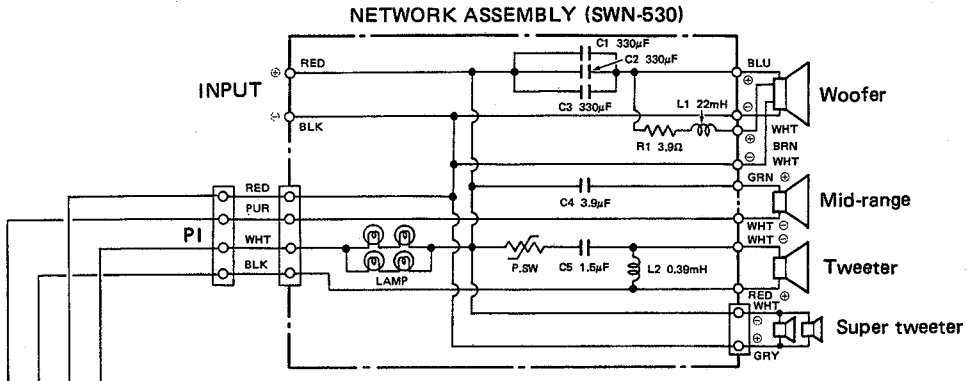 NETWORK ASSEMBLY (SWN-530)
C1 330μF
C2 330μF
C3 330μF
RED
⊕
INPUT
⊖
BLK
BLU
⊕
⊖
Woofer
L1 22mH
R1 3.9Ω
WHT
⊕
BRN
⊖
WHT
GRN ⊕
C4 3.9μF
Mid-range
WHT ⊖
WHT ⊖
RED
PUR
PI
WHT
BLK
LAMP
P.SW
C5 1.5μF
L2 0.39mH
Tweeter
RED ⊕
WHT
⊖
⊕
Super tweeter
GRY